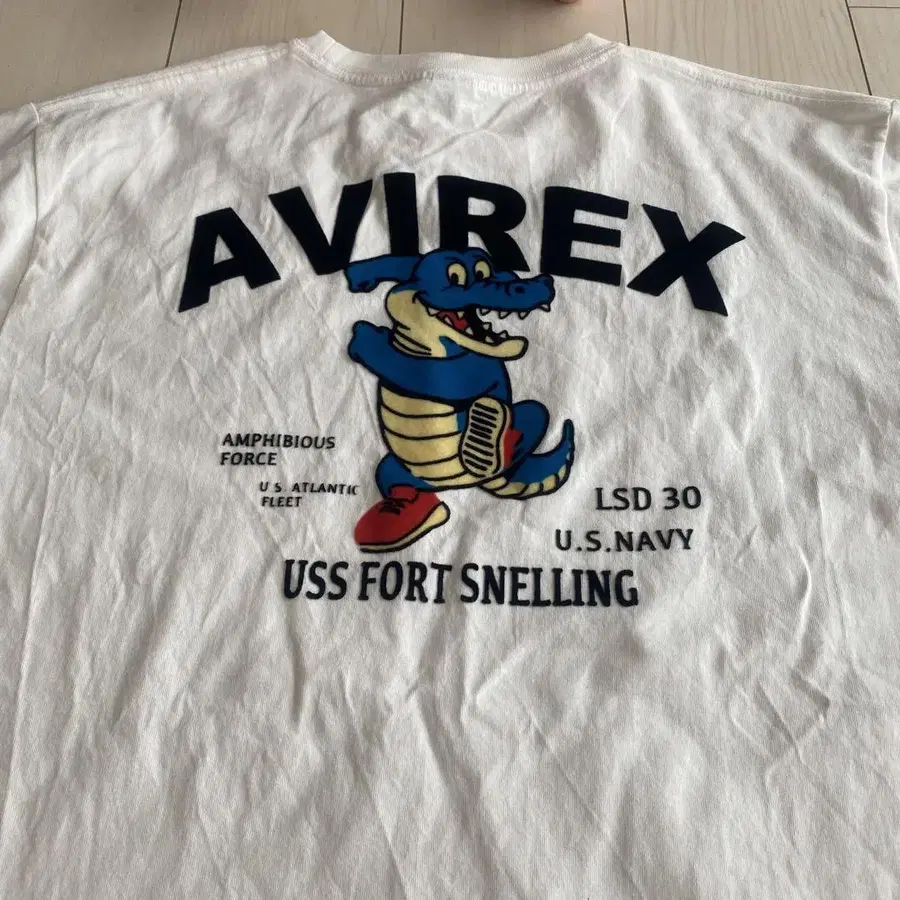 AVIREX
AMPHIBIOUS
FORCE
U S ATLANTIC
FLEET
LSD 30
U.S.NAVY
USS FORT SNELLING